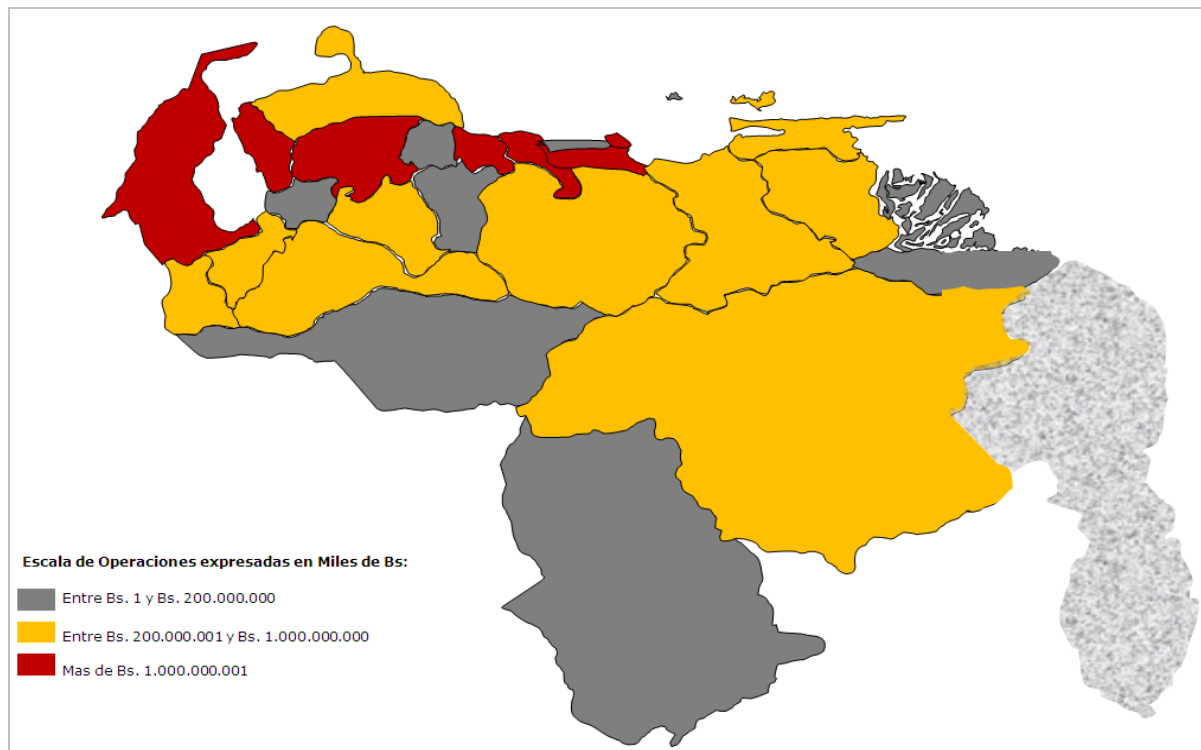 Escala de Operaciones expresadas en Miles de Bs:
Entre Bs. 1 y Bs. 200.000.000
Entre Bs. 200.000.001 y Bs. 1.000.000.000
Mas de Bs. 1.000.000.001